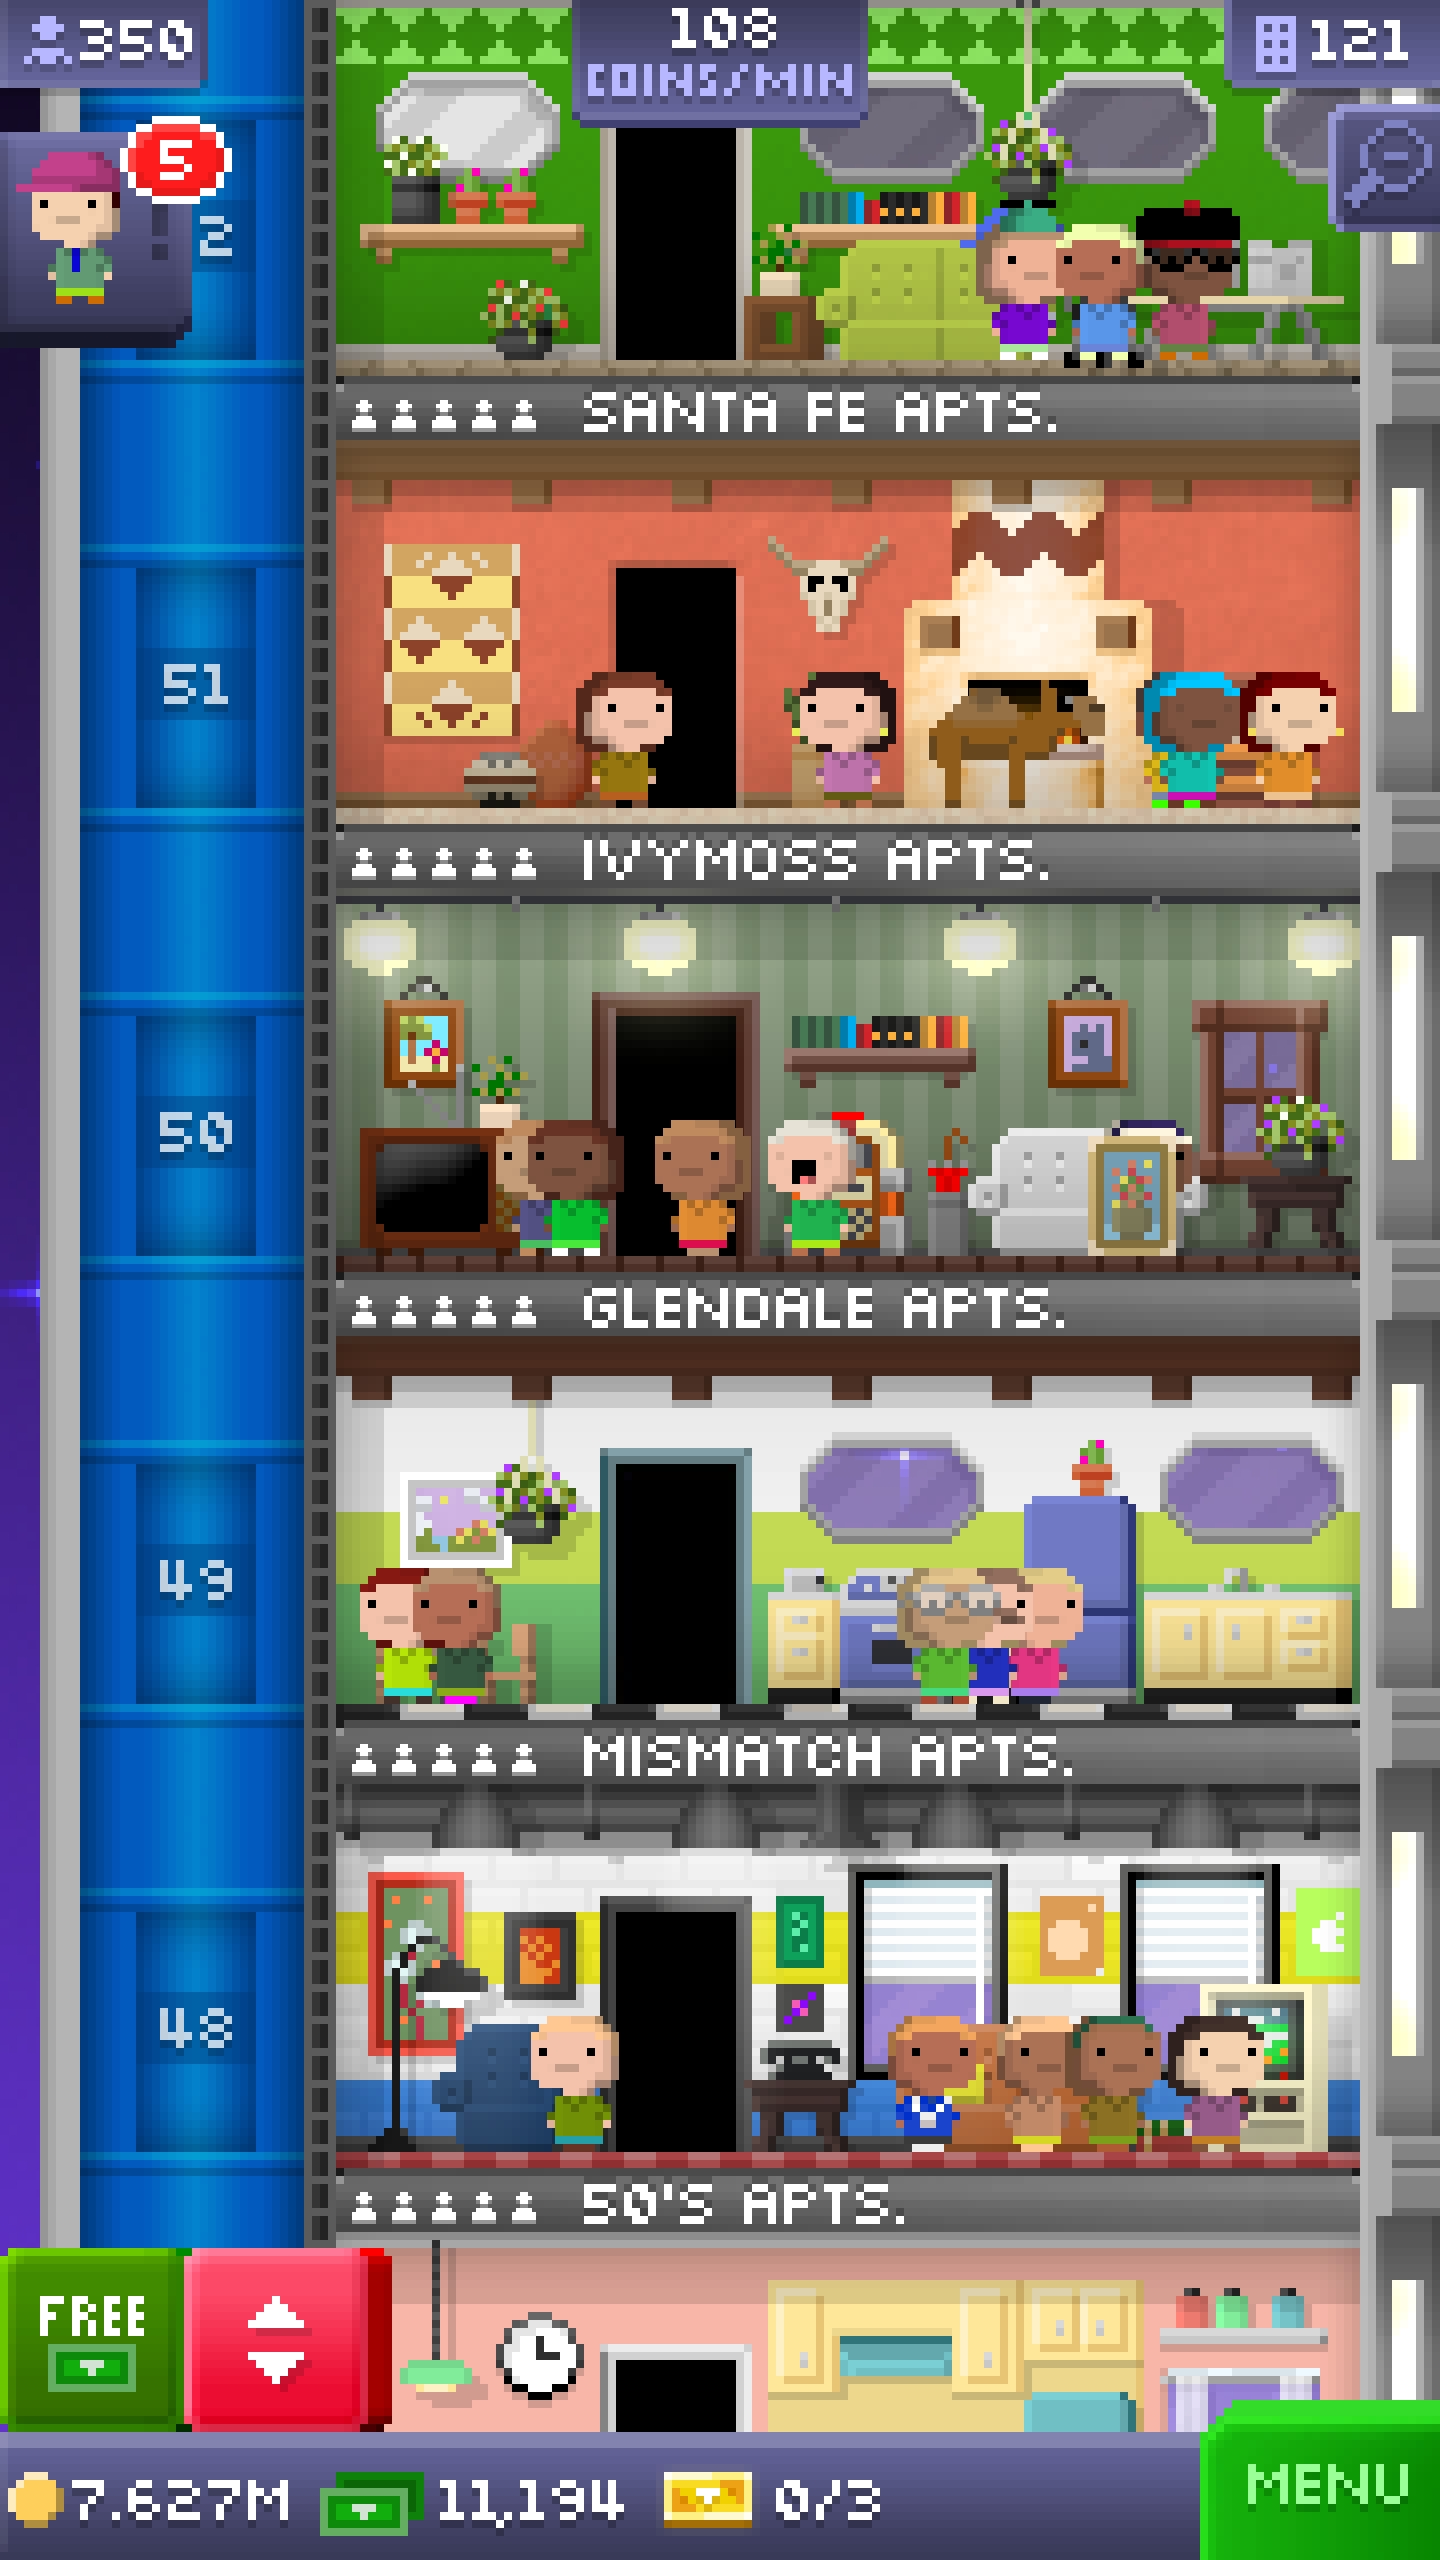 350
108
COINS/MIN
121
5
2
SANTA FE APTS.
51
IVYMOSS APTS.
50
GLENDALE APTS.
49
MISMATCH APTS.
48
50'S APTS.
FREE
7.627M
11,194
0/3
MENU